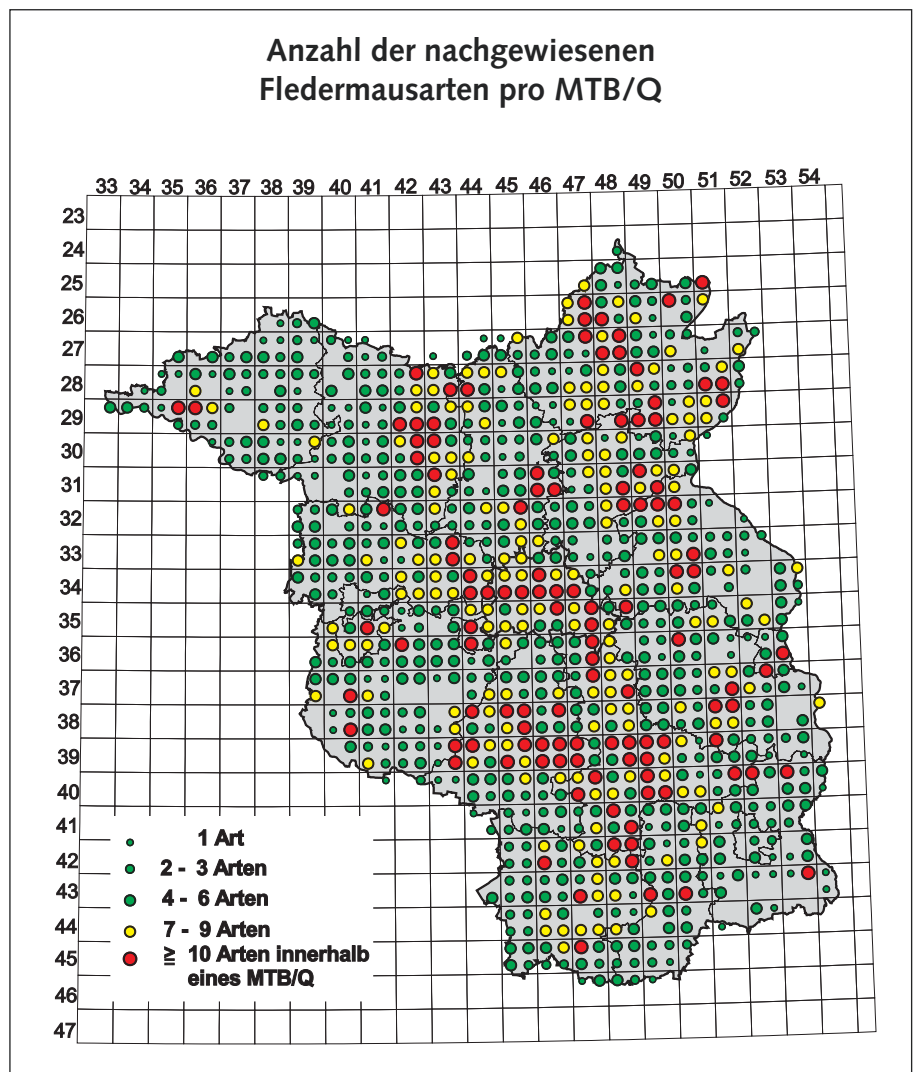 Anzahl der nachgewiesenen
Fledermausarten pro MTB/Q
33 34 35 36 37 38 39 40 41 42 43 44 45 46 47 48 49 50 51 52 53 54
23
24
25
26
27
28
29
30
31
32
33
34
35
36
37
38
39
40
41
42
43
44
45
46
47
1 Art
2 - 3 Arten
4 - 6 Arten
7 - 9 Arten
≥ 10 Arten innerhalb
eines MTB/Q